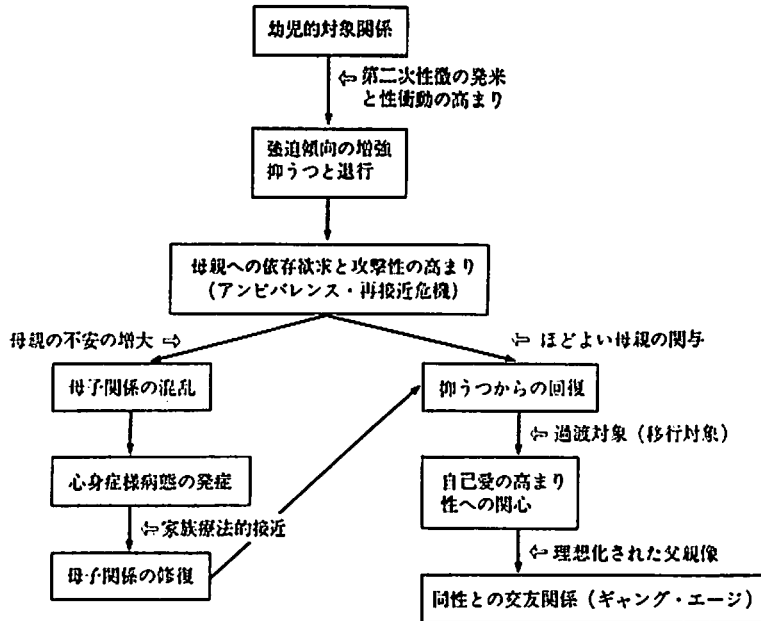 幼児的対象関係
⇦第二次性徴の発来
と性衝動の高まり
強迫傾向の増強
抑うつと退行
母親への依存欲求と攻撃性の高まり
(アンビバレンス・再接近危機)
母親の不安の増大 ⇨
⇦ ほどよい母親の関与
母子関係の混乱
抑うつからの回復
⇦ 過渡対象(移行対象)
心身症様病態の発症
自己愛の高まり
性への関心
⇦家族療法的接近
⇦理想化された父親像
母子関係の修復
同性との交友関係(ギャング・エージ)